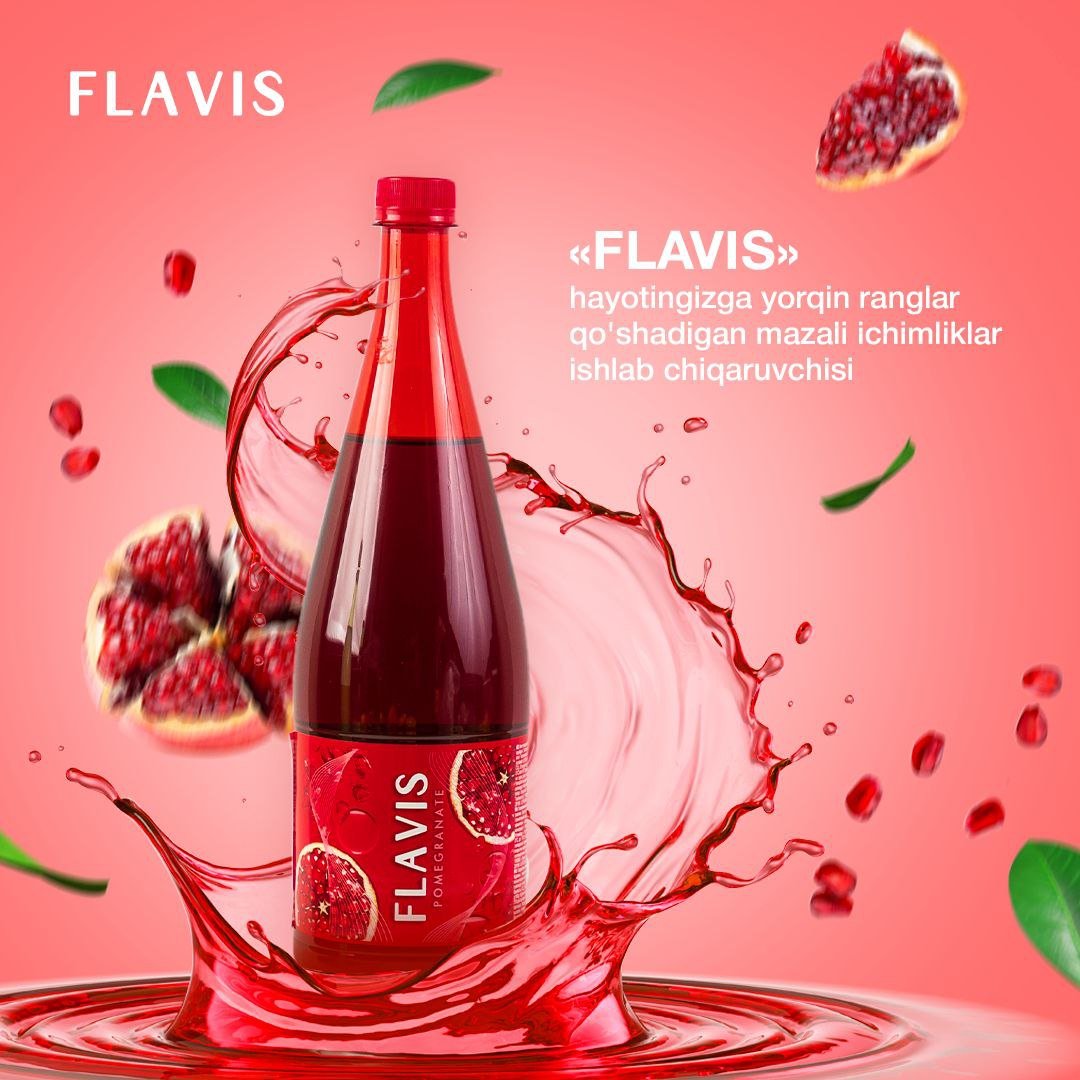 FLAVIS
«FLAVIS»
hayotingizga yorqin ranglar
qo'shadigan mazali ichimliklar
ishlab chiqaruvchisi
FLAVIS
POMEGRANATE